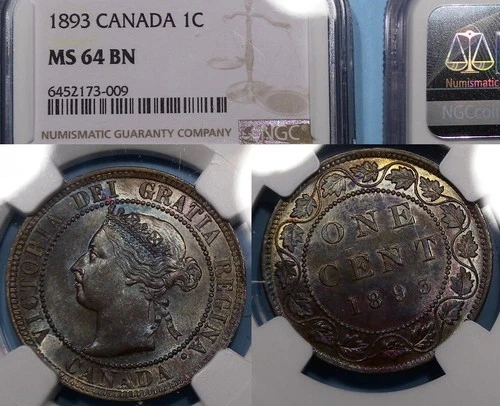 1893 CANADA 1C
MS 64 BN
6452173-009
NUMISMATIC GUARANTY COMPANY
NGC
Numismatic
NGCcoin
VICTORIA DEI GRATIA REGINA
CANADA
ONE
CENT
1893